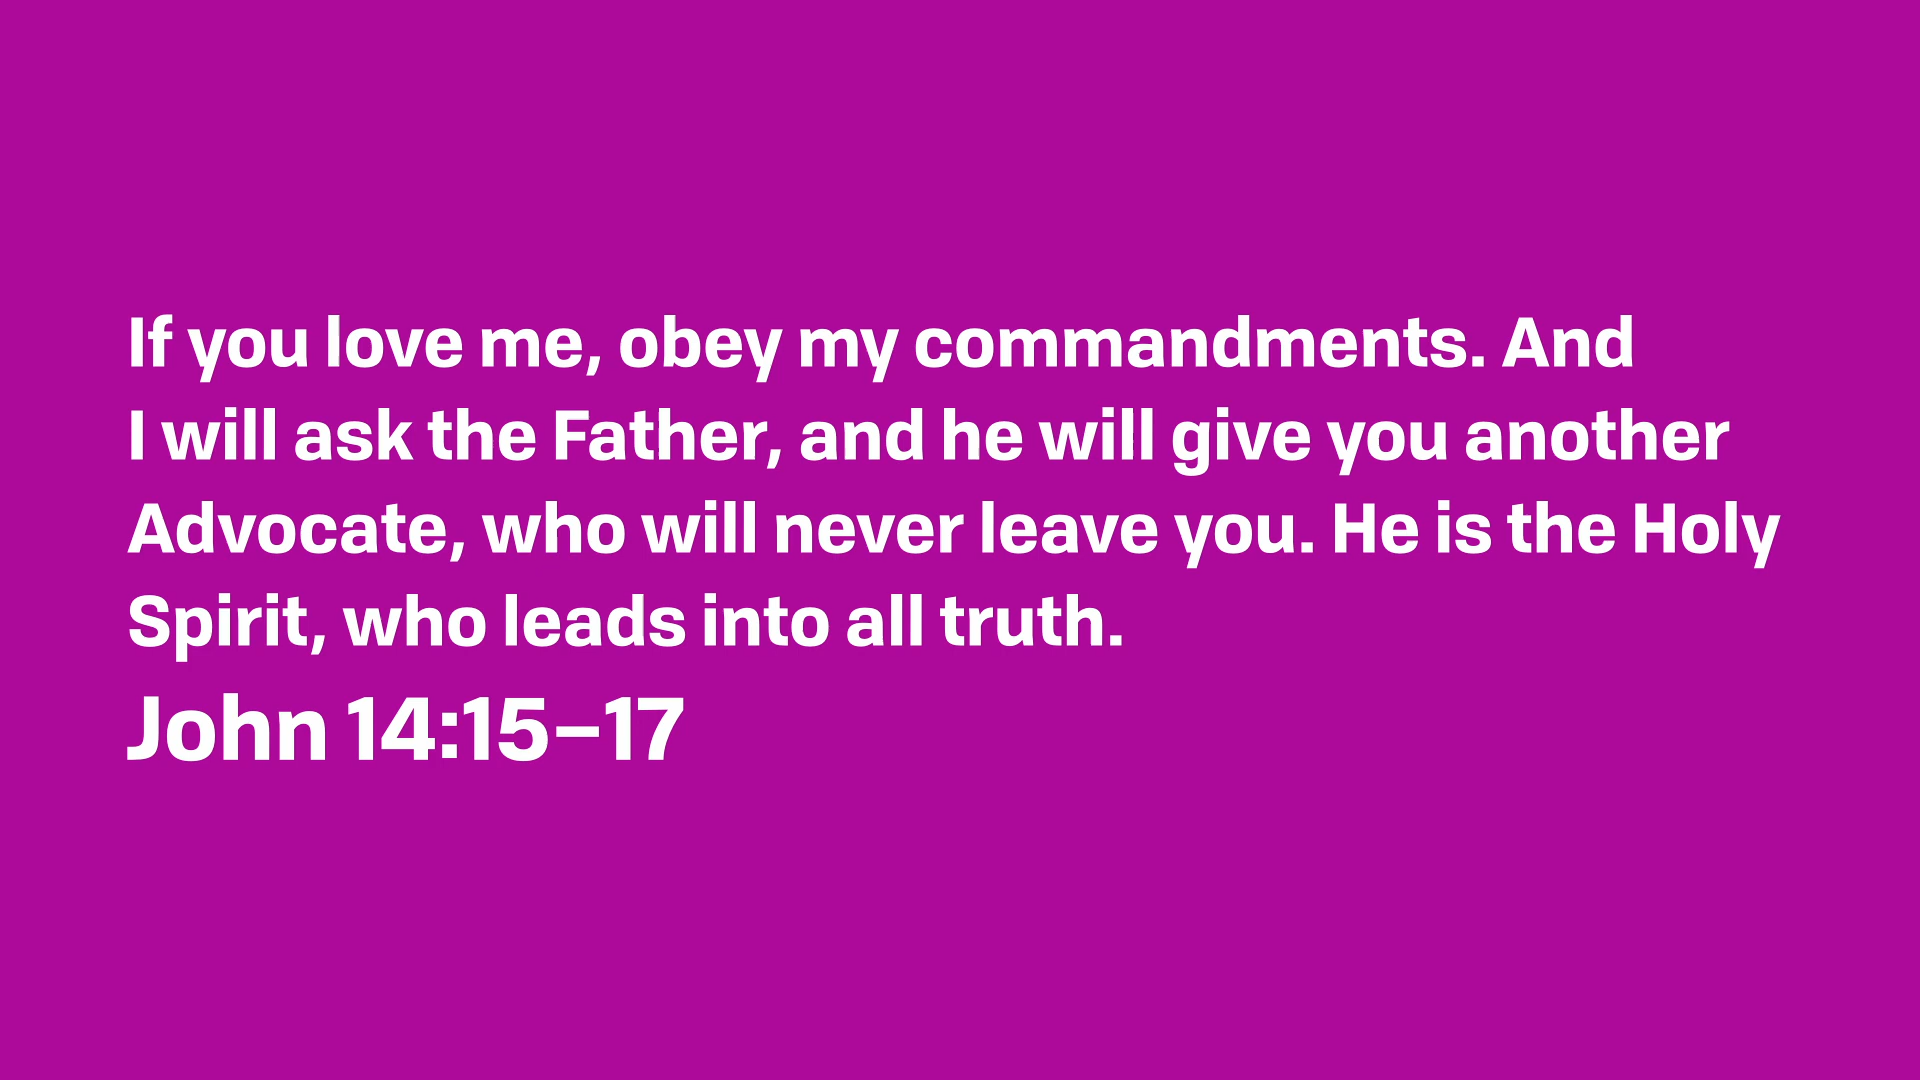 If you love me, obey my commandments. And
I will ask the Father, and he will give you another
Advocate, who will never leave you. He is the Holy
Spirit, who leads into all truth.
John 14:15–17